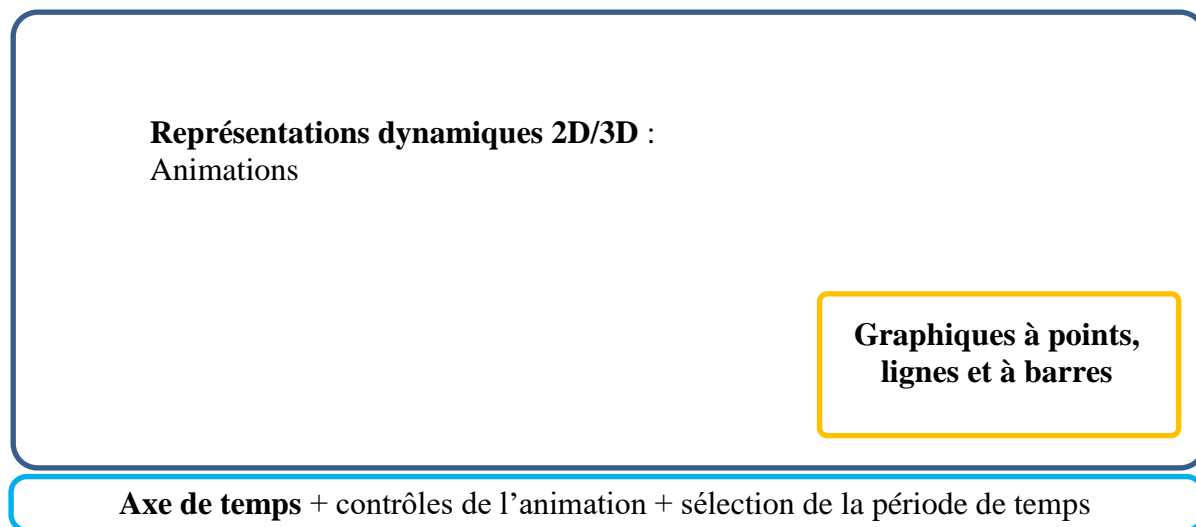 Représentations dynamiques 2D/3D :
Animations
Graphiques à points,
lignes et à barres
Axe de temps + contrôles de l’animation + sélection de la période de temps